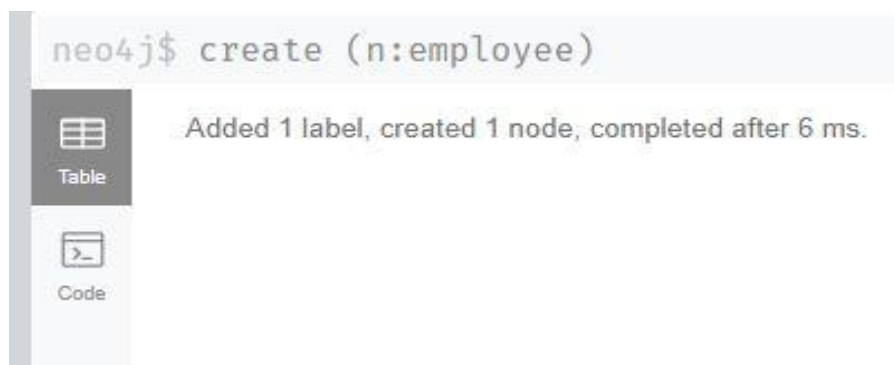 neo4j$ create (n:employee)
Added 1 label, created 1 node, completed after 6 ms.
Table
>_
Code